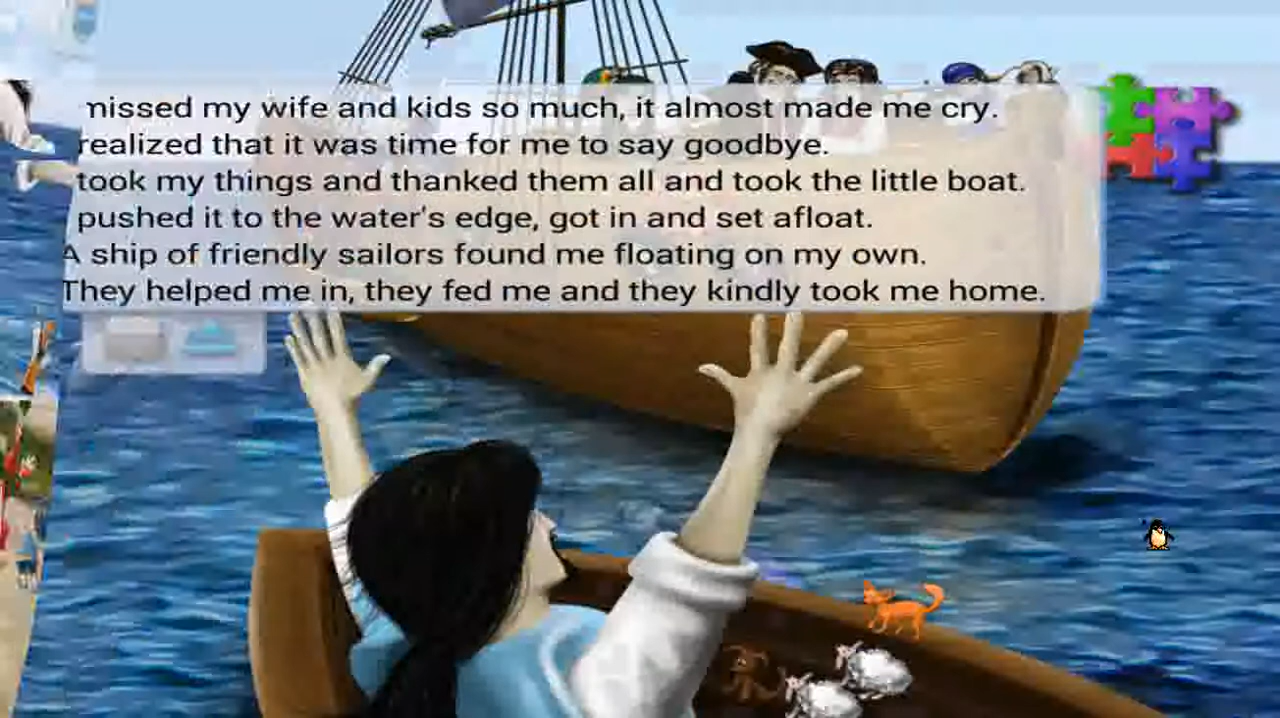 missed my wife and kids so much, it almost made me cry.
realized that it was time for me to say goodbye.
took my things and thanked them all and took the little boat.
pushed it to the water's edge, got in and set afloat.
A ship of friendly sailors found me floating on my own.
They helped me in, they fed me and they kindly took me home.